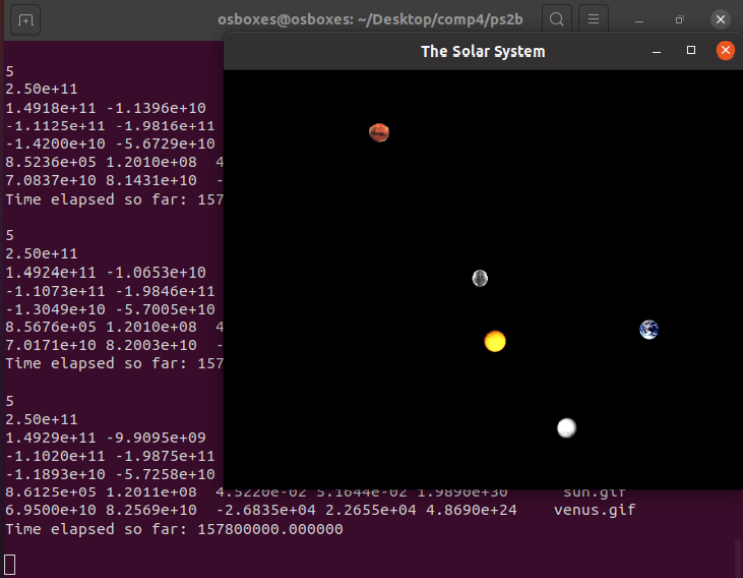 osboxes@osboxes: ~/Desktop/comp4/ps2b
The Solar System
5
2.50e+11
1.4918e+11 -1.1396e+10
-1.1125e+11 -1.9816e+11
-1.4200e+10 -5.6729e+10
8.5236e+05 1.2010e+08 4
7.0837e+10 8.1431e+10 -
Time elapsed so far: 157
5
2.50e+11
1.4924e+11 -1.0653e+10
-1.1073e+11 -1.9846e+11
-1.3049e+10 -5.7005e+10
8.5676e+05 1.2010e+08 4
7.0171e+10 8.2003e+10 -
Time elapsed so far: 157
5
2.50e+11
1.4929e+11 -9.9095e+09
-1.1020e+11 -1.9875e+11
-1.1893e+10 -5.7258e+10
8.6125e+05 1.2011e+08 4.5220e-02 5.1644e-02 1.9890e+30 sun.gif
6.9500e+10 8.2569e+10 -2.6835e+04 2.2655e+04 4.8690e+24 venus.gif
Time elapsed so far: 157800000.000000